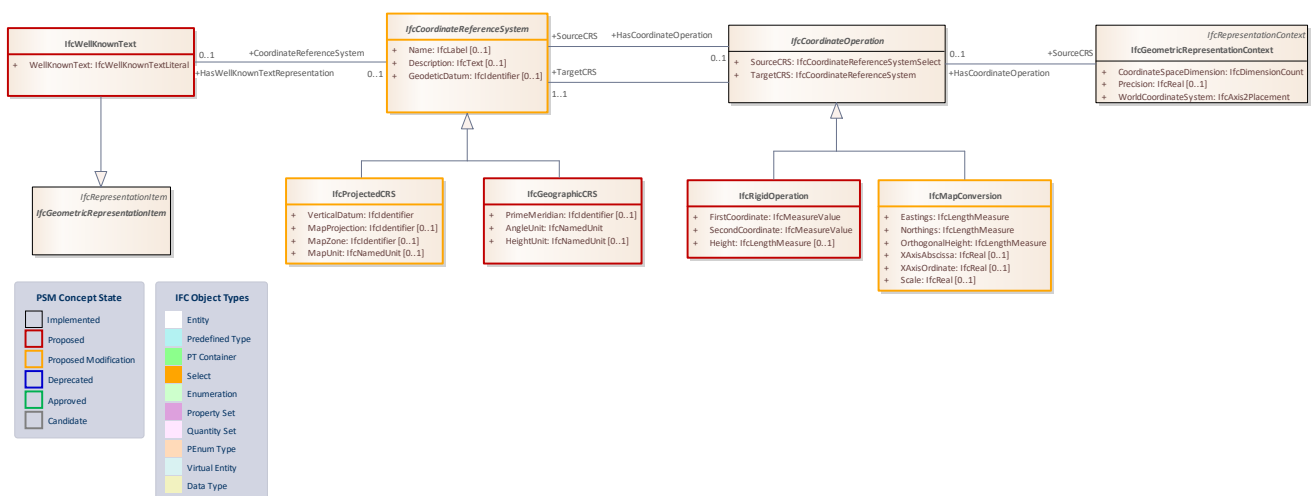 IfcWellKnownText
+ WellKnownText: IfcWellKnownTextLiteral
0..1
+CoordinateReferenceSystem
+HasWellKnownTextRepresentation
0..1
IfcCoordinateReferenceSystem
+ Name: IfcLabel [0..1]
+ Description: IfcText [0..1]
+ GeodeticDatum: IfcIdentifier [0..1]
+SourceCRS
+HasCoordinateOperation
0..1
+TargetCRS
1..1
IfcCoordinateOperation
+ SourceCRS: IfcCoordinateReferenceSystemSelect
+ TargetCRS: IfcCoordinateReferenceSystem
0..1
+SourceCRS
+HasCoordinateOperation
IfcRepresentationContext
IfcGeometricRepresentationContext
+ CoordinateSpaceDimension: IfcDimensionCount
+ Precision: IfcReal [0..1]
+ WorldCoordinateSystem: IfcAxis2Placement
IfcRepresentationItem
IfcGeometricRepresentationItem
IfcProjectedCRS
+ VerticalDatum: IfcIdentifier
+ MapProjection: IfcIdentifier [0..1]
+ MapZone: IfcIdentifier [0..1]
+ MapUnit: IfcNamedUnit [0..1]
IfcGeographicCRS
+ PrimeMeridian: IfcIdentifier [0..1]
+ AngleUnit: IfcNamedUnit
+ HeightUnit: IfcNamedUnit [0..1]
IfcRigidOperation
+ FirstCoordinate: IfcMeasureValue
+ SecondCoordinate: IfcMeasureValue
+ Height: IfcLengthMeasure [0..1]
IfcMapConversion
+ Eastings: IfcLengthMeasure
+ Northings: IfcLengthMeasure
+ OrthogonalHeight: IfcLengthMeasure
+ XAxisAbscissa: IfcReal [0..1]
+ XAxisOrdinate: IfcReal [0..1]
+ Scale: IfcReal [0..1]
PSM Concept State
Implemented
Proposed
Proposed Modification
Deprecated
Approved
Candidate
IFC Object Types
Entity
Predefined Type
PT Container
Select
Enumeration
Property Set
Quantity Set
PEnum Type
Virtual Entity
Data Type